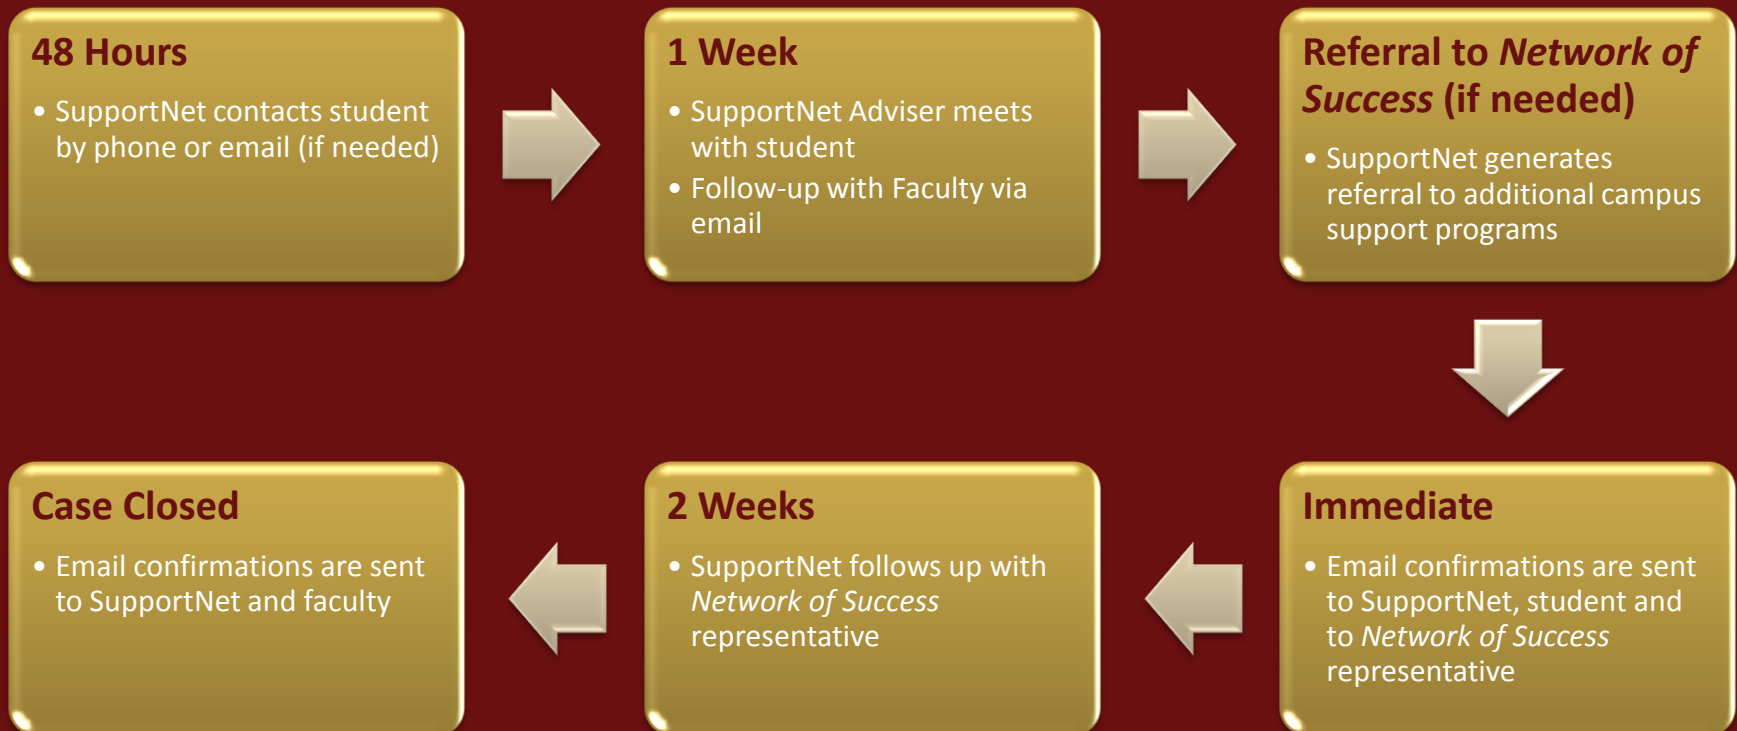 48 Hours
• SupportNet contacts student
by phone or email (if needed)
1 Week
• SupportNet Adviser meets
with student
• Follow-up with Faculty via
email
Referral to Network of
Success (if needed)
• SupportNet generates
referral to additional campus
support programs
Immediate
• Email confirmations are sent
to SupportNet, student and
to Network of Success
representative
2 Weeks
• SupportNet follows up with
Network of Success
representative
Case Closed
• Email confirmations are sent
to SupportNet and faculty